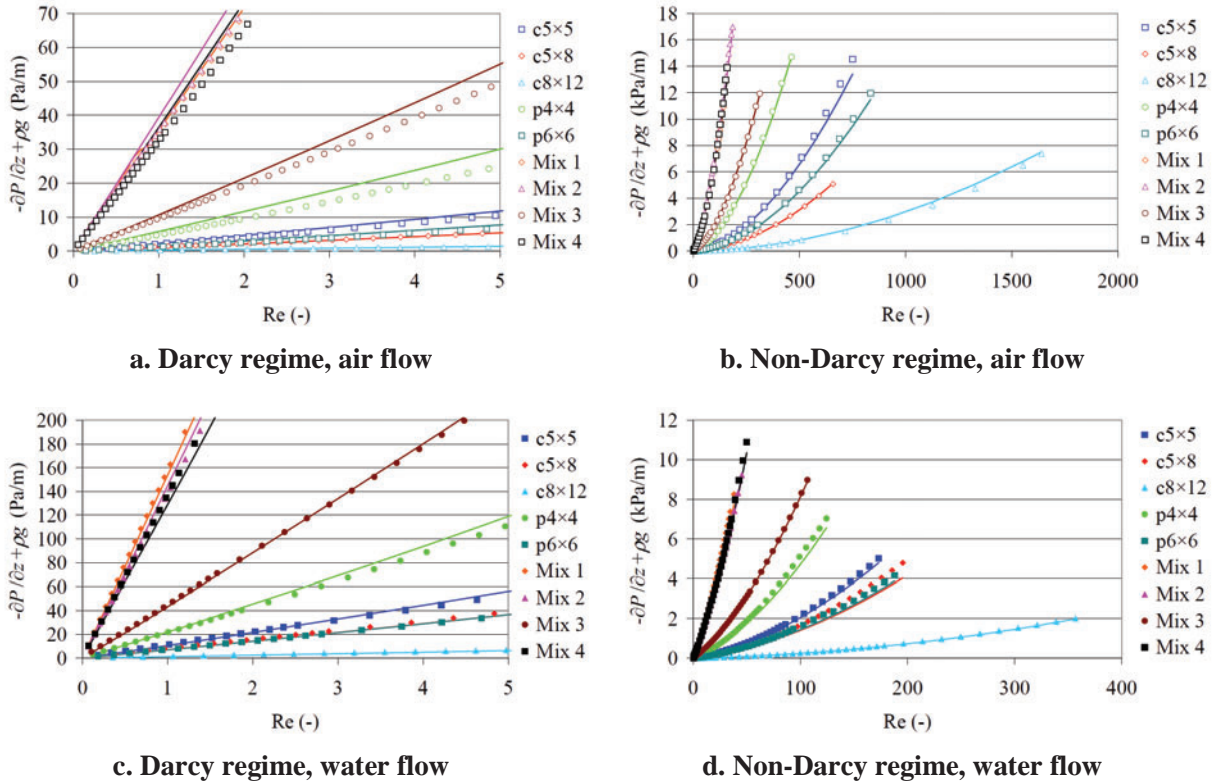 -∂P/∂z+ρg (Pa/m)
70
60
50
40
30
20
10
0
0 1 2 3 4 5
Re (-)
c5×5
c5×8
c8×12
p4×4
p6×6
Mix 1
Mix 2
Mix 3
Mix 4
a. Darcy regime, air flow
-∂P/∂z+ρg (kPa/m)
18
16
14
12
10
8
6
4
2
0
0 500 1000 1500 2000
Re (-)
c5×5
c5×8
c8×12
p4×4
p6×6
Mix 1
Mix 2
Mix 3
Mix 4
b. Non-Darcy regime, air flow
-∂P/∂z+ρg (Pa/m)
200
180
160
140
120
100
80
60
40
20
0
0 1 2 3 4 5
Re (-)
c5×5
c5×8
c8×12
p4×4
p6×6
Mix 1
Mix 2
Mix 3
Mix 4
c. Darcy regime, water flow
-∂P/∂z+ρg (kPa/m)
12
10
8
6
4
2
0
0 100 200 300 400
Re (-)
c5×5
c5×8
c8×12
p4×4
p6×6
Mix 1
Mix 2
Mix 3
Mix 4
d. Non-Darcy regime, water flow